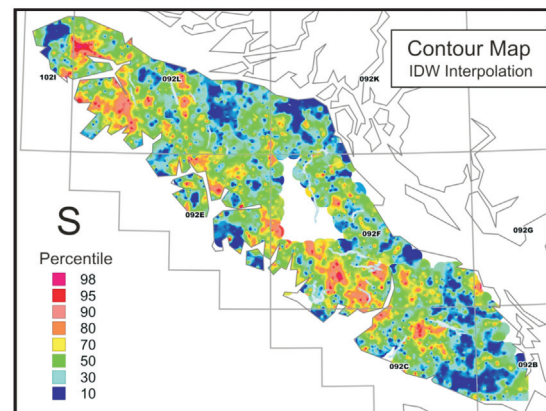 Contour Map
IDW Interpolation
102I
092L
092K
092E
092F
092G
092C
092B
S
Percentile
98
95
90
80
70
50
30
10